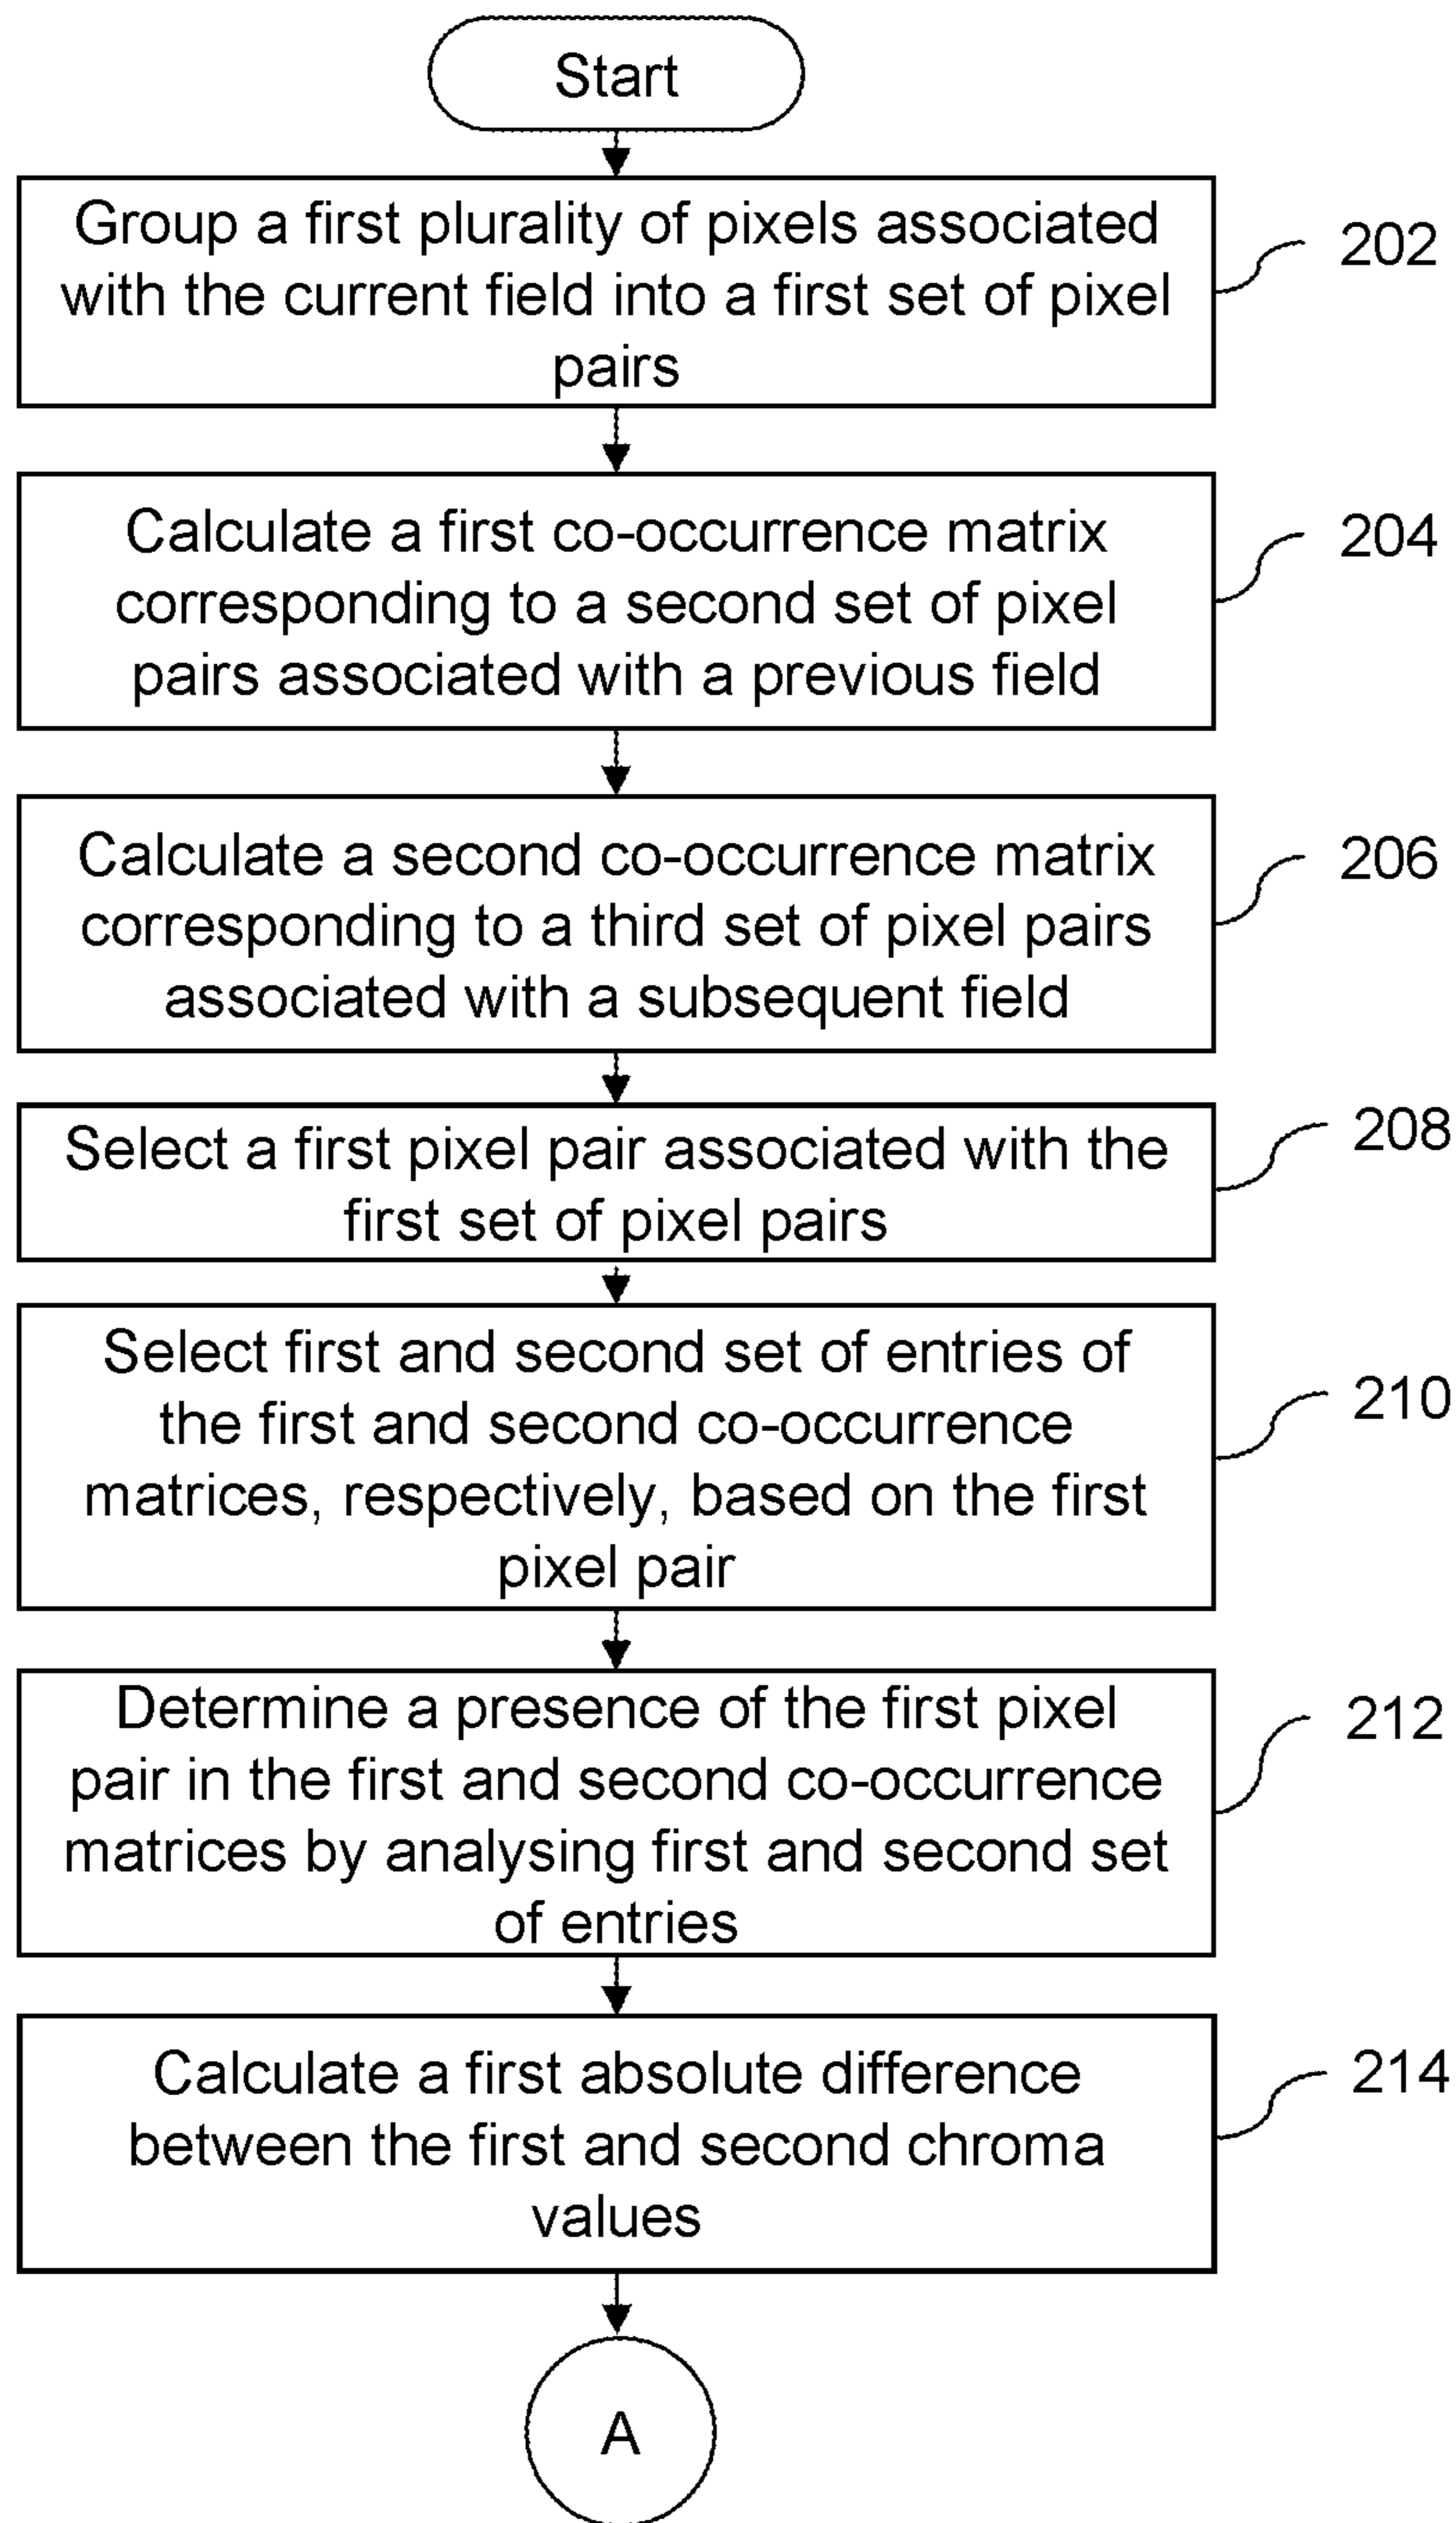 Start
Group a first plurality of pixels associated
with the current field into a first set of pixel
pairs
202
Calculate a first co-occurrence matrix
corresponding to a second set of pixel
pairs associated with a previous field
204
Calculate a second co-occurrence matrix
corresponding to a third set of pixel pairs
associated with a subsequent field
206
Select a first pixel pair associated with the
first set of pixel pairs
208
Select first and second set of entries of
the first and second co-occurrence
matrices, respectively, based on the first
pixel pair
210
Determine a presence of the first pixel
pair in the first and second co-occurrence
matrices by analysing first and second set
of entries
212
Calculate a first absolute difference
between the first and second chroma
values
214
A